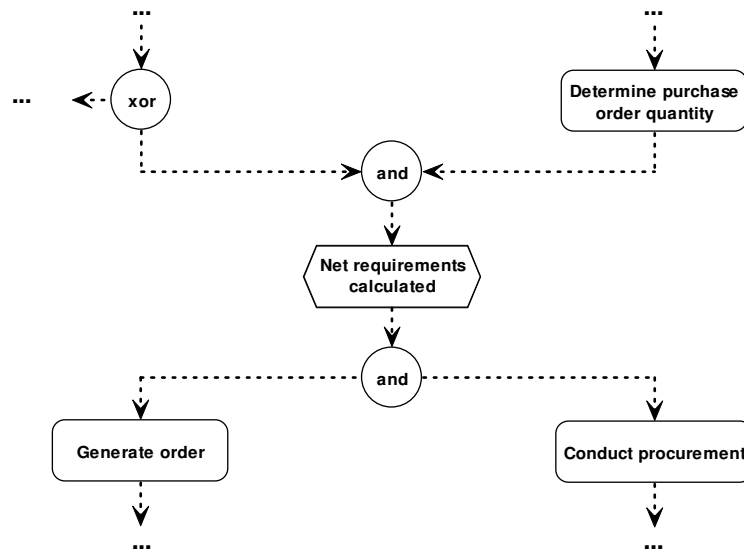 ... ...
... xor Determine purchase
order quantity
and
Net requirements
calculated
and
Generate order Conduct procurement
... ...